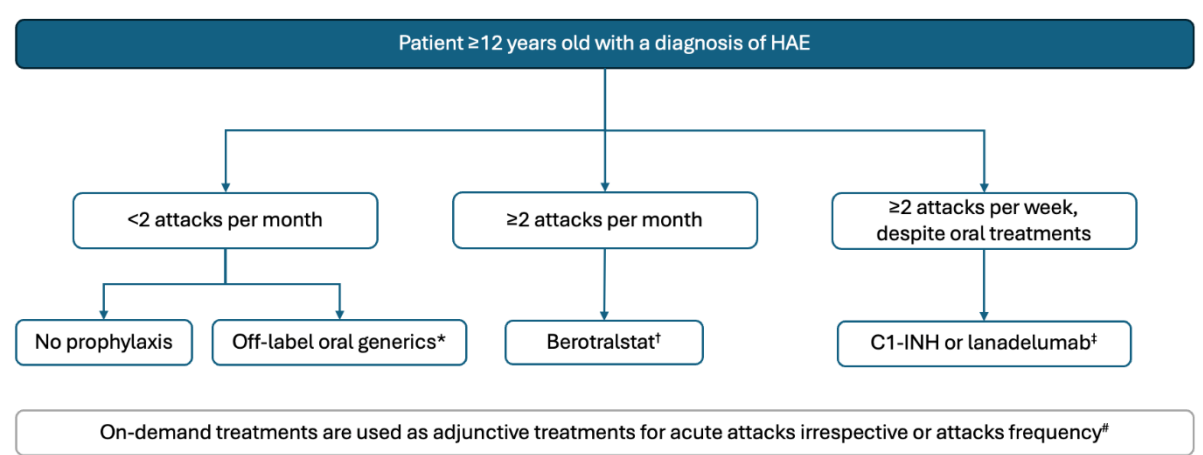 Patient ≥12 years old with a diagnosis of HAE
<2 attacks per month
≥2 attacks per month
≥2 attacks per week,
despite oral treatments
No prophylaxis
Off-label oral generics*
Berotralstat†
C1-INH or lanadelumab‡
On-demand treatments are used as adjunctive treatments for acute attacks irrespective or attacks frequency#